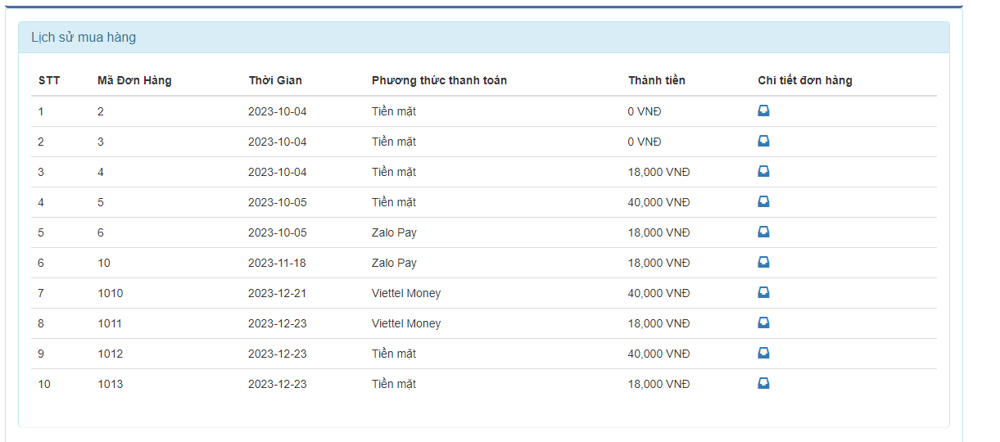 Lịch sử mua hàng
STT Mã Đơn Hàng Thời Gian Phương thức thanh toán Thành tiền Chi tiết đơn hàng
1 2 2023-10-04 Tiền mặt 0 VNĐ
2 3 2023-10-04 Tiền mặt 0 VNĐ
3 4 2023-10-04 Tiền mặt 18,000 VNĐ
4 5 2023-10-05 Tiền mặt 40,000 VNĐ
5 6 2023-10-05 Zalo Pay 18,000 VNĐ
6 10 2023-11-18 Zalo Pay 18,000 VNĐ
7 1010 2023-12-21 Viettel Money 40,000 VNĐ
8 1011 2023-12-23 Viettel Money 18,000 VNĐ
9 1012 2023-12-23 Tiền mặt 40,000 VNĐ
10 1013 2023-12-23 Tiền mặt 18,000 VNĐ